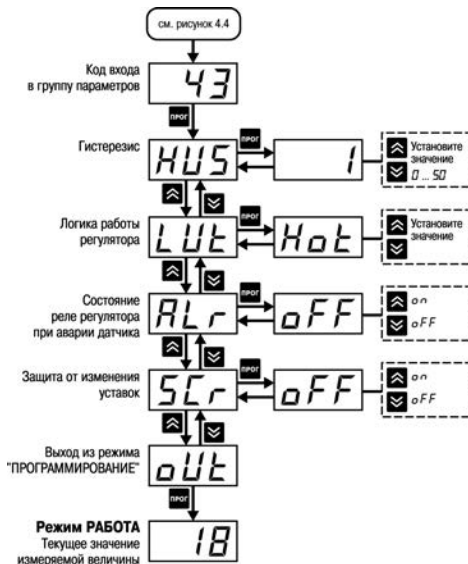 см. рисунок 4.4
Код входа
в группу параметров
43
ПРОГ
Гистерезис
HUS
ПРОГ
1
Установите
значение
0 ... 50
Логика работы
регулятора
LUt
ПРОГ
Hot
Установите
значение
Состояние
реле регулятора
при аварии датчика
ALr
ПРОГ
oFF
on
oFF
Защита от изменения
уставок
SCr
ПРОГ
oFF
on
oFF
Выход из режима
"ПРОГРАММИРОВАНИЕ"
oUt
ПРОГ
Режим РАБОТА
Текущее значение
измеряемой величины
18